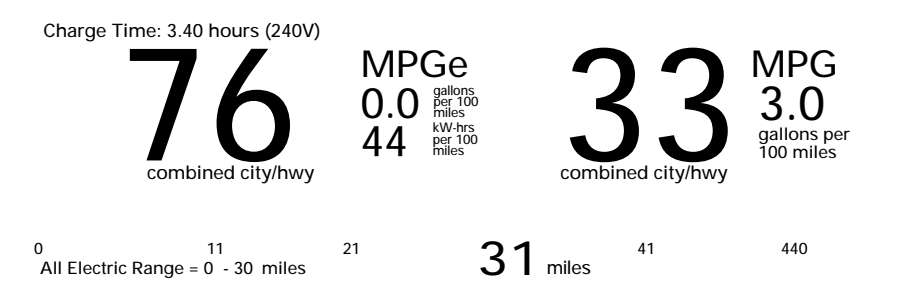 Charge Time: 3.40 hours (240V)
76 MPGe 33 MPG
0.0 gallons per 100 miles 3.0
44 kW-hrs per 100 miles gallons per 100 miles
combined city/hwy combined city/hwy
0 11 21 31 miles 41 440
All Electric Range = 0 - 30 miles